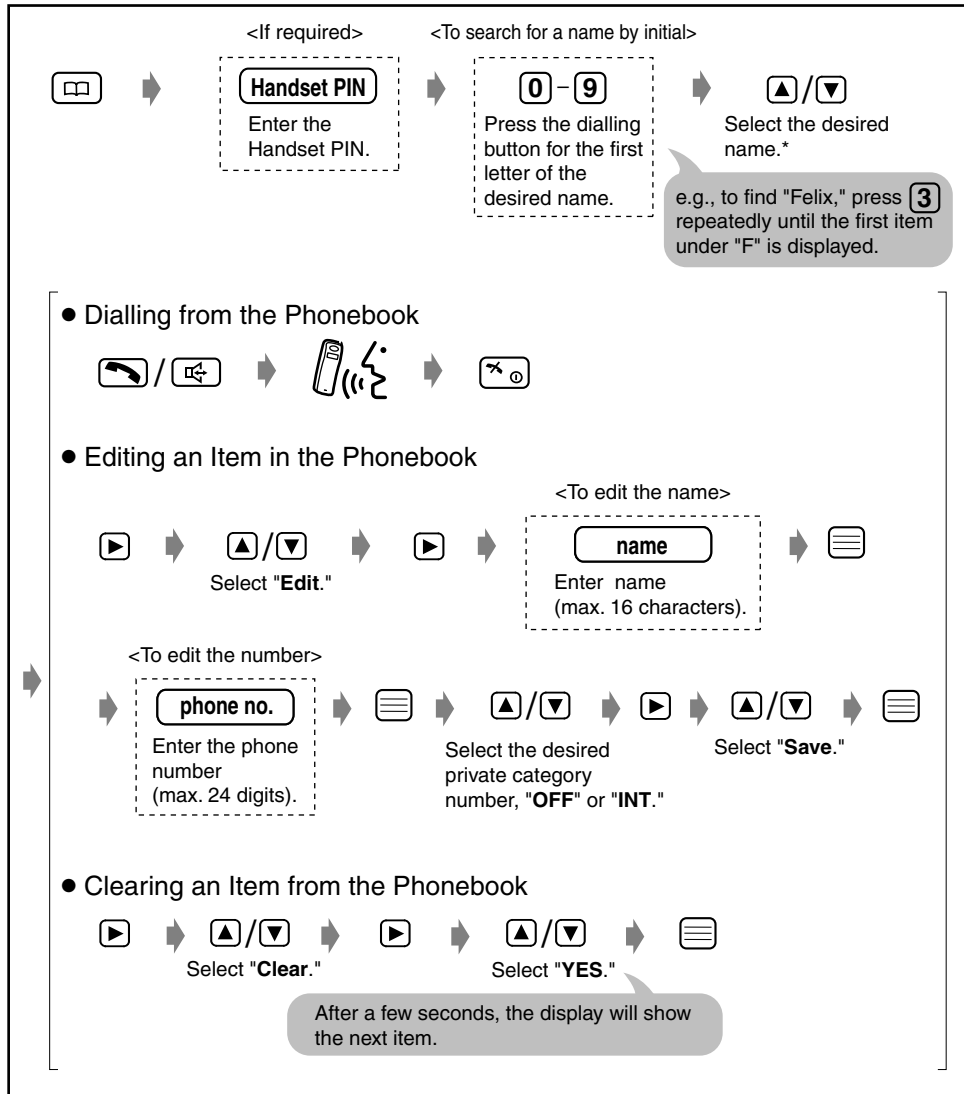 <If required>
<To search for a name by initial>
Handset PIN
0 - 9
Enter the
Handset PIN.
Press the dialling
button for the first
letter of the
desired name.
/
Select the desired
name.*
e.g., to find "Felix," press 3
repeatedly until the first item
under "F" is displayed.
● Dialling from the Phonebook
/
● Editing an Item in the Phonebook
<To edit the name>
/
Select "Edit."
name
Enter name
(max. 16 characters).
<To edit the number>
phone no.
Enter the phone
number
(max. 24 digits).
/
Select the desired
private category
number, "OFF" or "INT."
/
Select "Save."
● Clearing an Item from the Phonebook
/
Select "Clear."
/
Select "YES."
After a few seconds, the display will show
the next item.